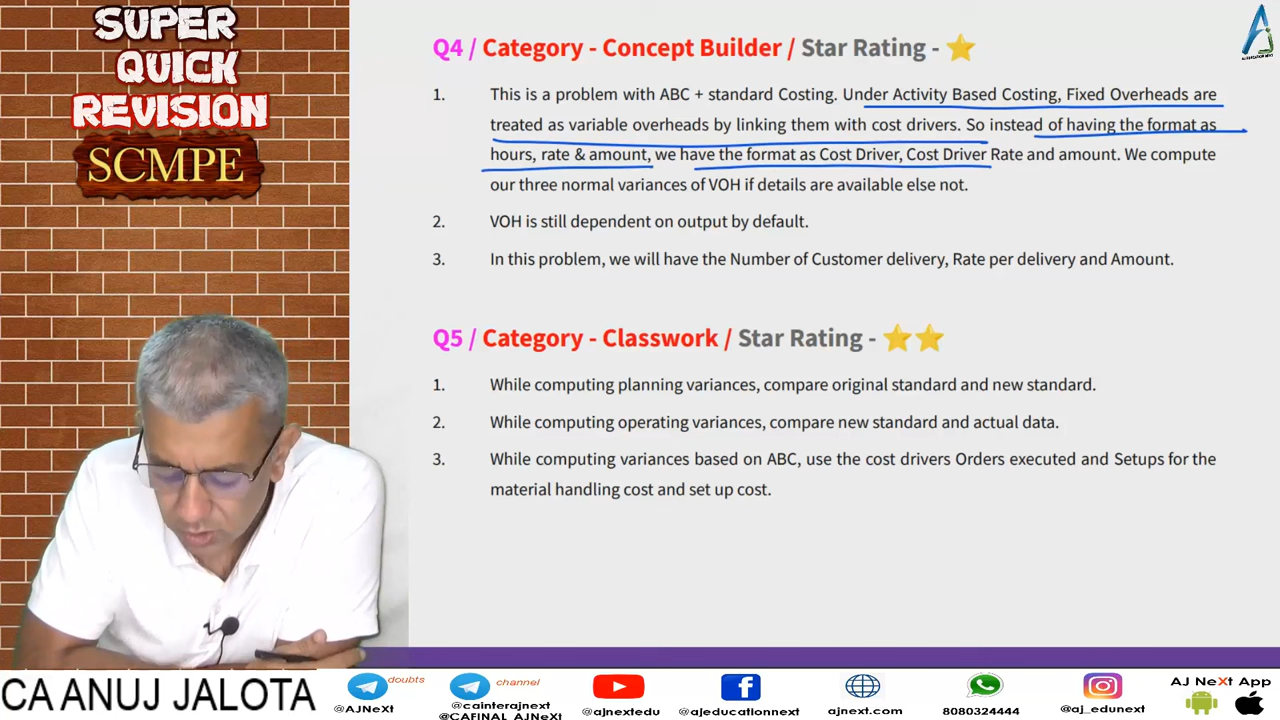 SUPER
QUICK
REVISION
SCMPE
Q4 / Category - Concept Builder / Star Rating -
1. This is a problem with ABC + standard Costing. Under Activity Based Costing, Fixed Overheads are
treated as variable overheads by linking them with cost drivers. So instead of having the format as
hours, rate & amount, we have the format as Cost Driver, Cost Driver Rate and amount. We compute
our three normal variances of VOH if details are available else not.
2. VOH is still dependent on output by default.
3. In this problem, we will have the Number of Customer delivery, Rate per delivery and Amount.
Q5 / Category - Classwork / Star Rating -
1. While computing planning variances, compare original standard and new standard.
2. While computing operating variances, compare new standard and actual data.
3. While computing variances based on ABC, use the cost drivers Orders executed and Setups for the
material handling cost and set up cost.
CA ANUJ JALOTA
doubts
@AJNeXt
channel
@cainterajnext
@CAFINAL_AJNeXt
@ajnextedu
@ajeducationnext
ajnext.com
8080324444
@aj_edunext
AJ NeXt App